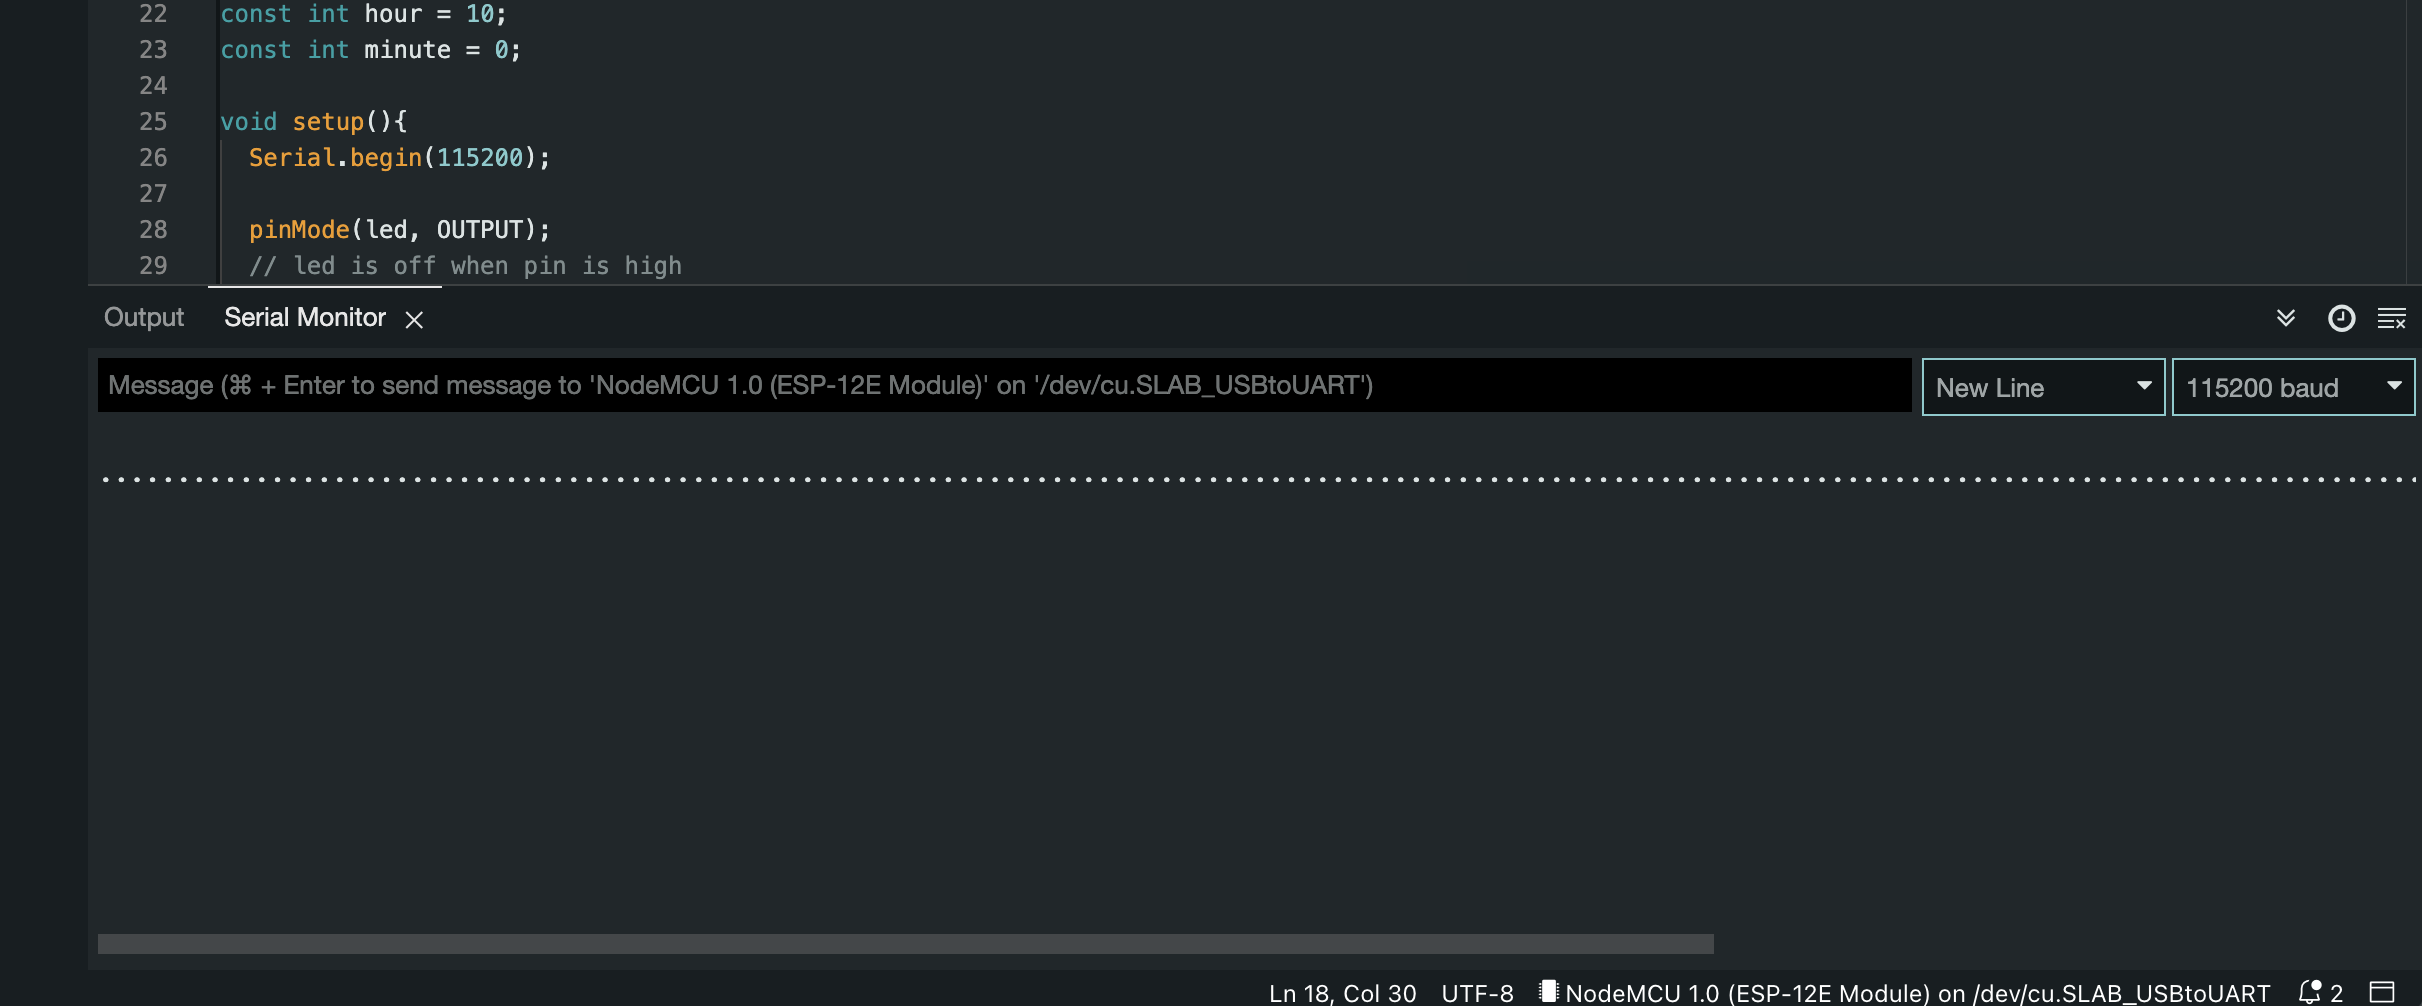 22 const int hour = 10;
23 const int minute = 0;
24
25 void setup(){
26 Serial.begin(115200);
27
28 pinMode(led, OUTPUT);
29 // led is off when pin is high
Output Serial Monitor
Message (⌘ + Enter to send message to 'NodeMCU 1.0 (ESP-12E Module)' on '/dev/cu.SLAB_USBtoUART') New Line 115200 baud
.....................................................................................................................................................
Ln 18, Col 30 UTF-8 NodeMCU 1.0 (ESP-12E Module) on /dev/cu.SLAB_USBtoUART 2